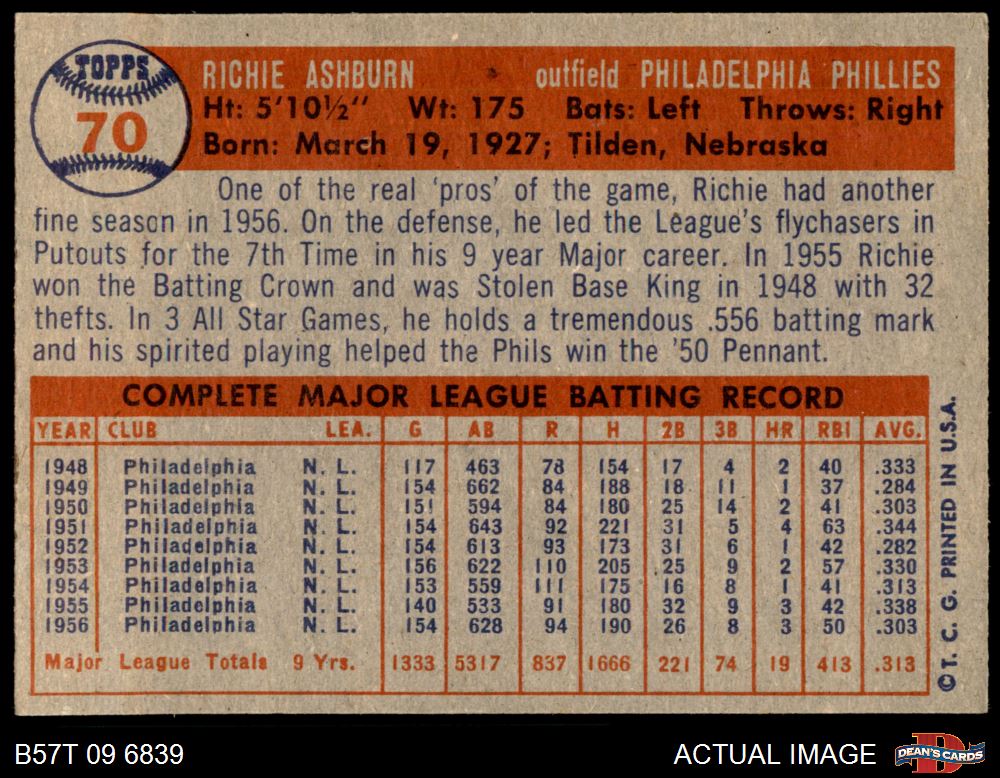 TOPPS
70
RICHIE ASHBURN outfield PHILADELPHIA PHILLIES
Ht: 5'10½" Wt: 175 Bats: Left Throws: Right
Born: March 19, 1927; Tilden, Nebraska
One of the real 'pros' of the game, Richie had another
fine season in 1956. On the defense, he led the League's flychasers in
Putouts for the 7th Time in his 9 year Major career. In 1955 Richie
won the Batting Crown and was Stolen Base King in 1948 with 32
thefts. In 3 All Star Games, he holds a tremendous .556 batting mark
and his spirited playing helped the Phils win the '50 Pennant.
COMPLETE MAJOR LEAGUE BATTING RECORD
YEAR CLUB LEA. G AB R H 2B 3B HR RBI AVG.
1948 Philadelphia N. L. 117 463 78 154 17 4 2 40 .333
1949 Philadelphia N. L. 154 662 84 188 18 11 1 37 .284
1950 Philadelphia N. L. 151 594 84 180 25 14 2 41 .303
1951 Philadelphia N. L. 154 643 92 221 31 5 4 63 .344
1952 Philadelphia N. L. 154 613 93 173 31 6 1 42 .282
1953 Philadelphia N. L. 156 622 110 205 25 9 2 57 .330
1954 Philadelphia N. L. 153 559 111 175 16 8 1 41 .313
1955 Philadelphia N. L. 140 533 91 180 32 9 3 42 .338
1956 Philadelphia N. L. 154 628 94 190 26 8 3 50 .303
Major League Totals 9 Yrs. 1333 5317 837 1666 221 74 19 413 .313
©T. C. G. PRINTED IN U.S.A.
B57T 09 6839 ACTUAL IMAGE
DEAN'S CARDS